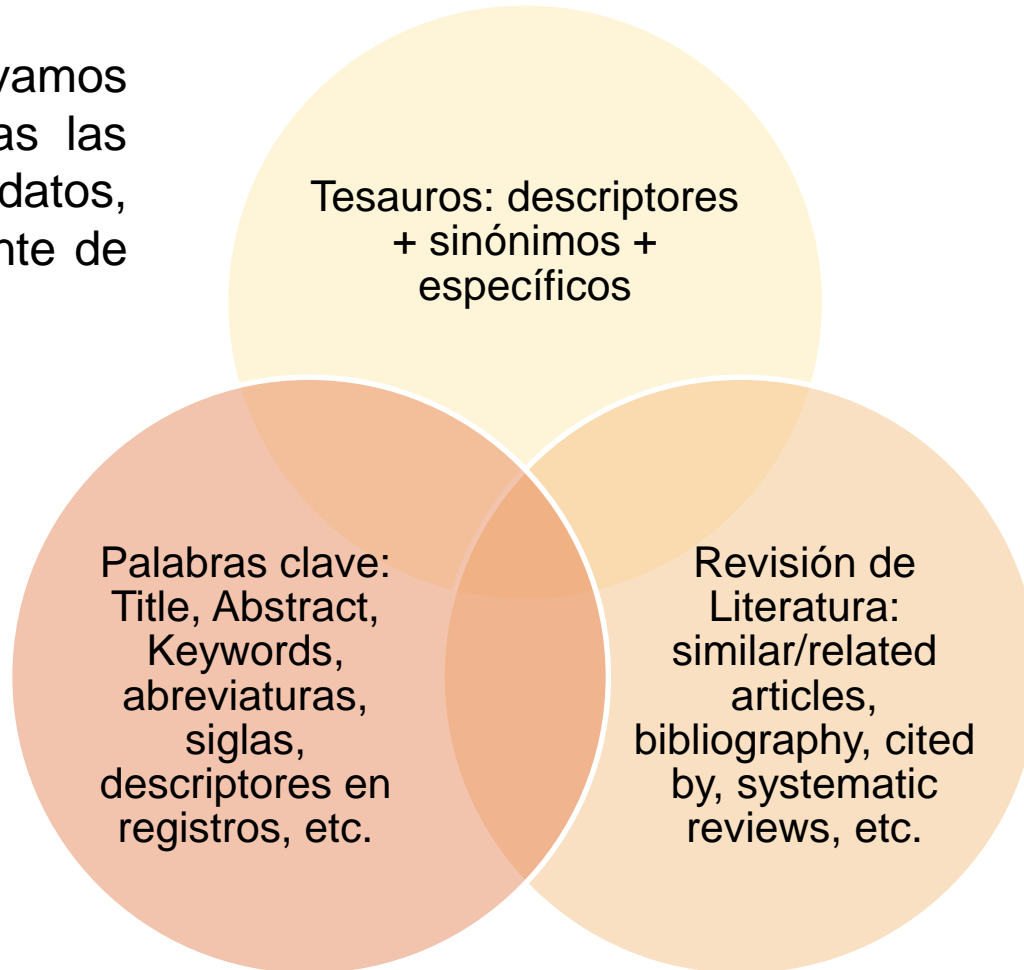 vamos
as las
datos,
nte de
Tesauros: descriptores
+ sinónimos +
específicos
Palabras clave:
Title, Abstract,
Keywords,
abreviaturas,
siglas,
descriptores en
registros, etc.
Revisión de
Literatura:
similar/related
articles,
bibliography, cited
by, systematic
reviews, etc.